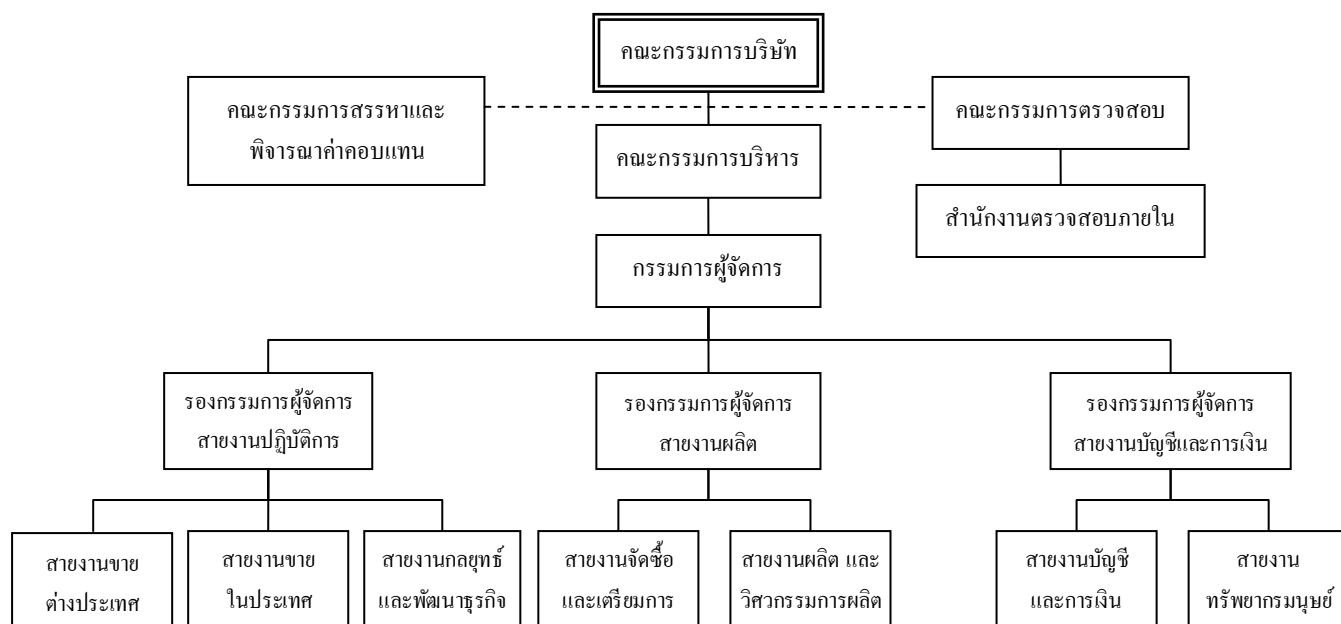 คณะกรรมการบริษัท
คณะกรรมการสรรหาและ
พิจารณาค่าตอบแทน
คณะกรรมการตรวจสอบ
คณะกรรมการบริหาร
สำนักงานตรวจสอบภายใน
กรรมการผู้จัดการ
รองกรรมการผู้จัดการ
สายงานปฏิบัติการ
รองกรรมการผู้จัดการ
สายงานผลิต
รองกรรมการผู้จัดการ
สายงานบัญชีและการเงิน
สายงานขาย
ต่างประเทศ
สายงานขาย
ในประเทศ
สายงานกลยุทธ์
และพัฒนาธุรกิจ
สายงานจัดซื้อ
และเตรียมการ
สายงานผลิต และ
วิศวกรรมการผลิต
สายงานบัญชี
และการเงิน
สายงาน
ทรัพยากรมนุษย์